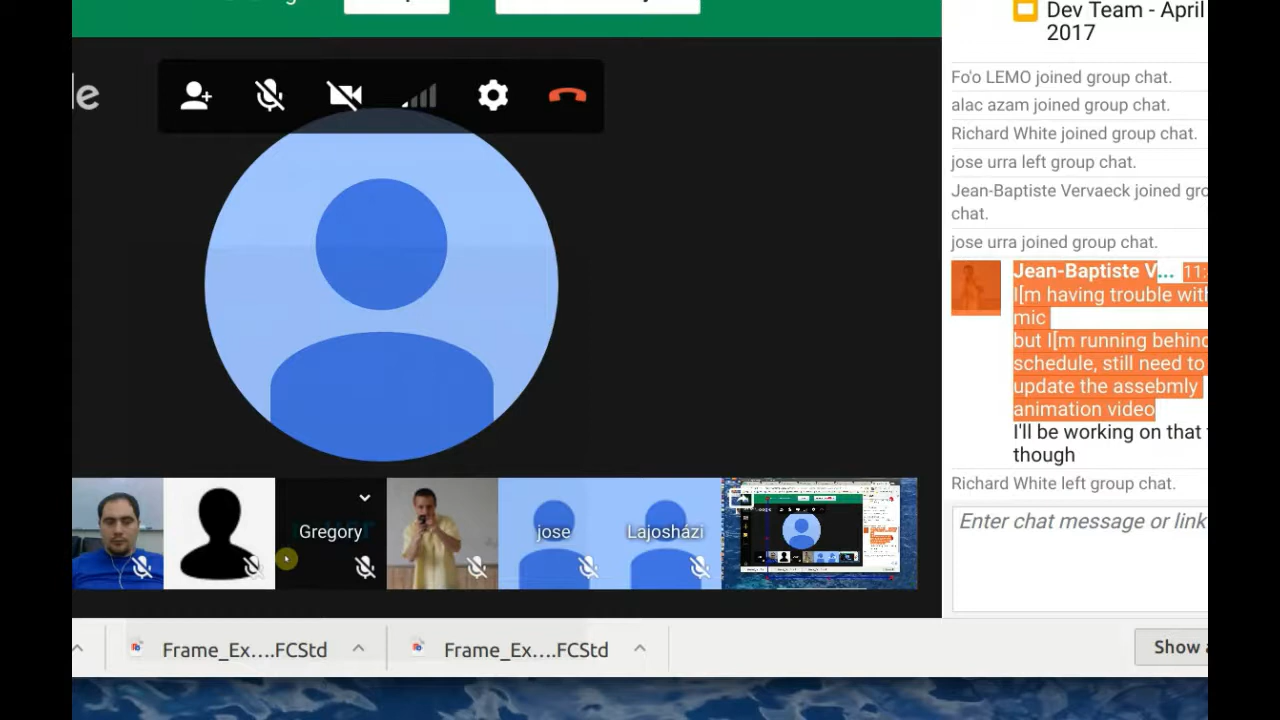 Dev Team - April
2017
le
Fo'o LEMO joined group chat.
alac azam joined group chat.
Richard White joined group chat.
jose urra left group chat.
Jean-Baptiste Vervaeck joined gro
chat.
jose urra joined group chat.
Jean-Baptiste V... 11:
I[m having trouble with
mic
but I[m running behind
schedule, still need to
update the assebmly
animation video
I'll be working on that
though
Richard White left group chat.
Enter chat message or link
Gregory
jose
Lajosházi
Frame_Ex....FCStd
Frame_Ex....FCStd
Show